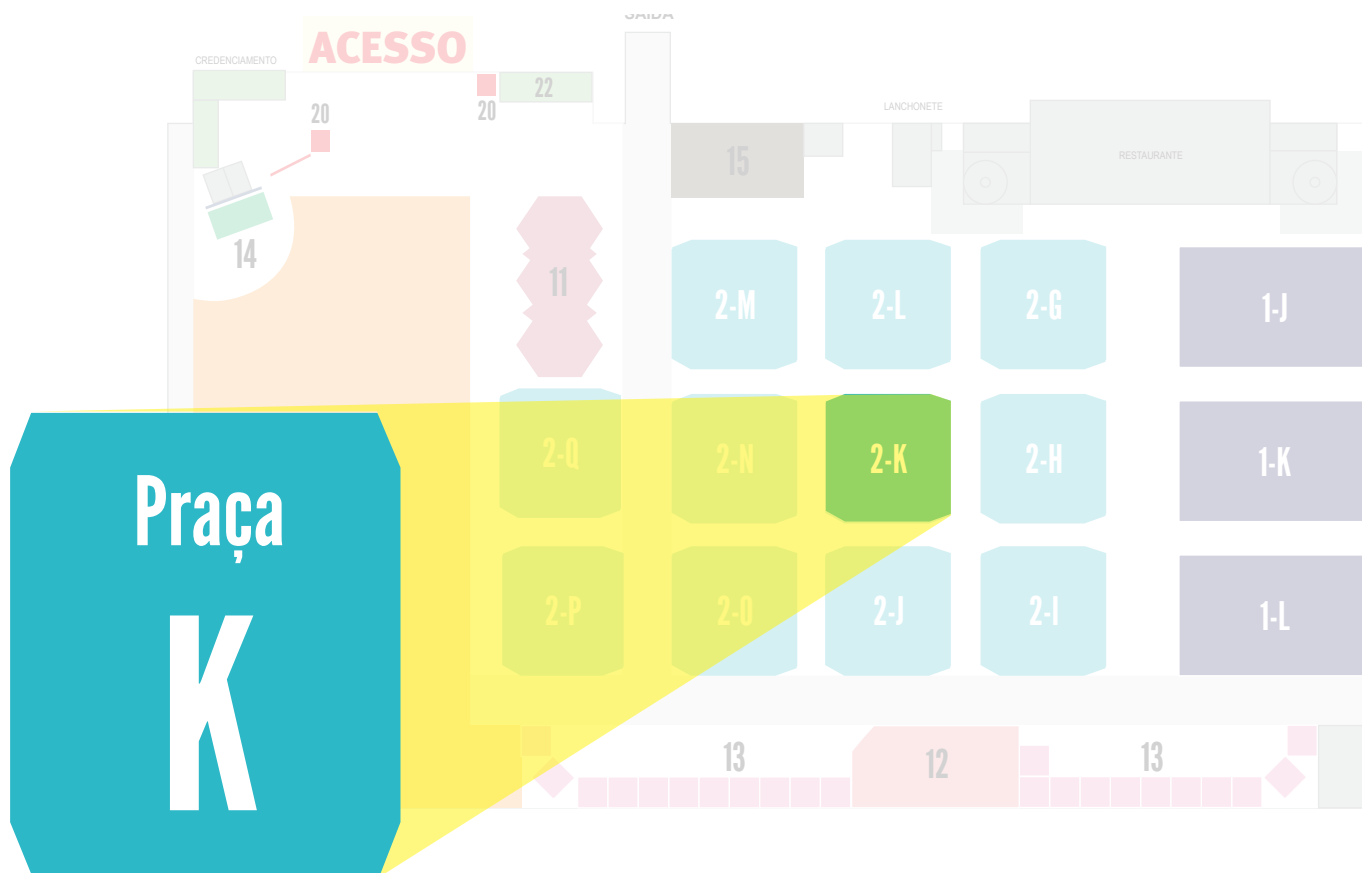 SAÍDA
ACESSO
CREDENCIAMENTO
22
20
20
LANCHONETE
15
RESTAURANTE
14
11
2-M
2-L
2-G
1-J
2-Q
2-N
2-K
2-H
1-K
Praça
K
2-P
2-O
2-J
2-I
1-L
13
12
13